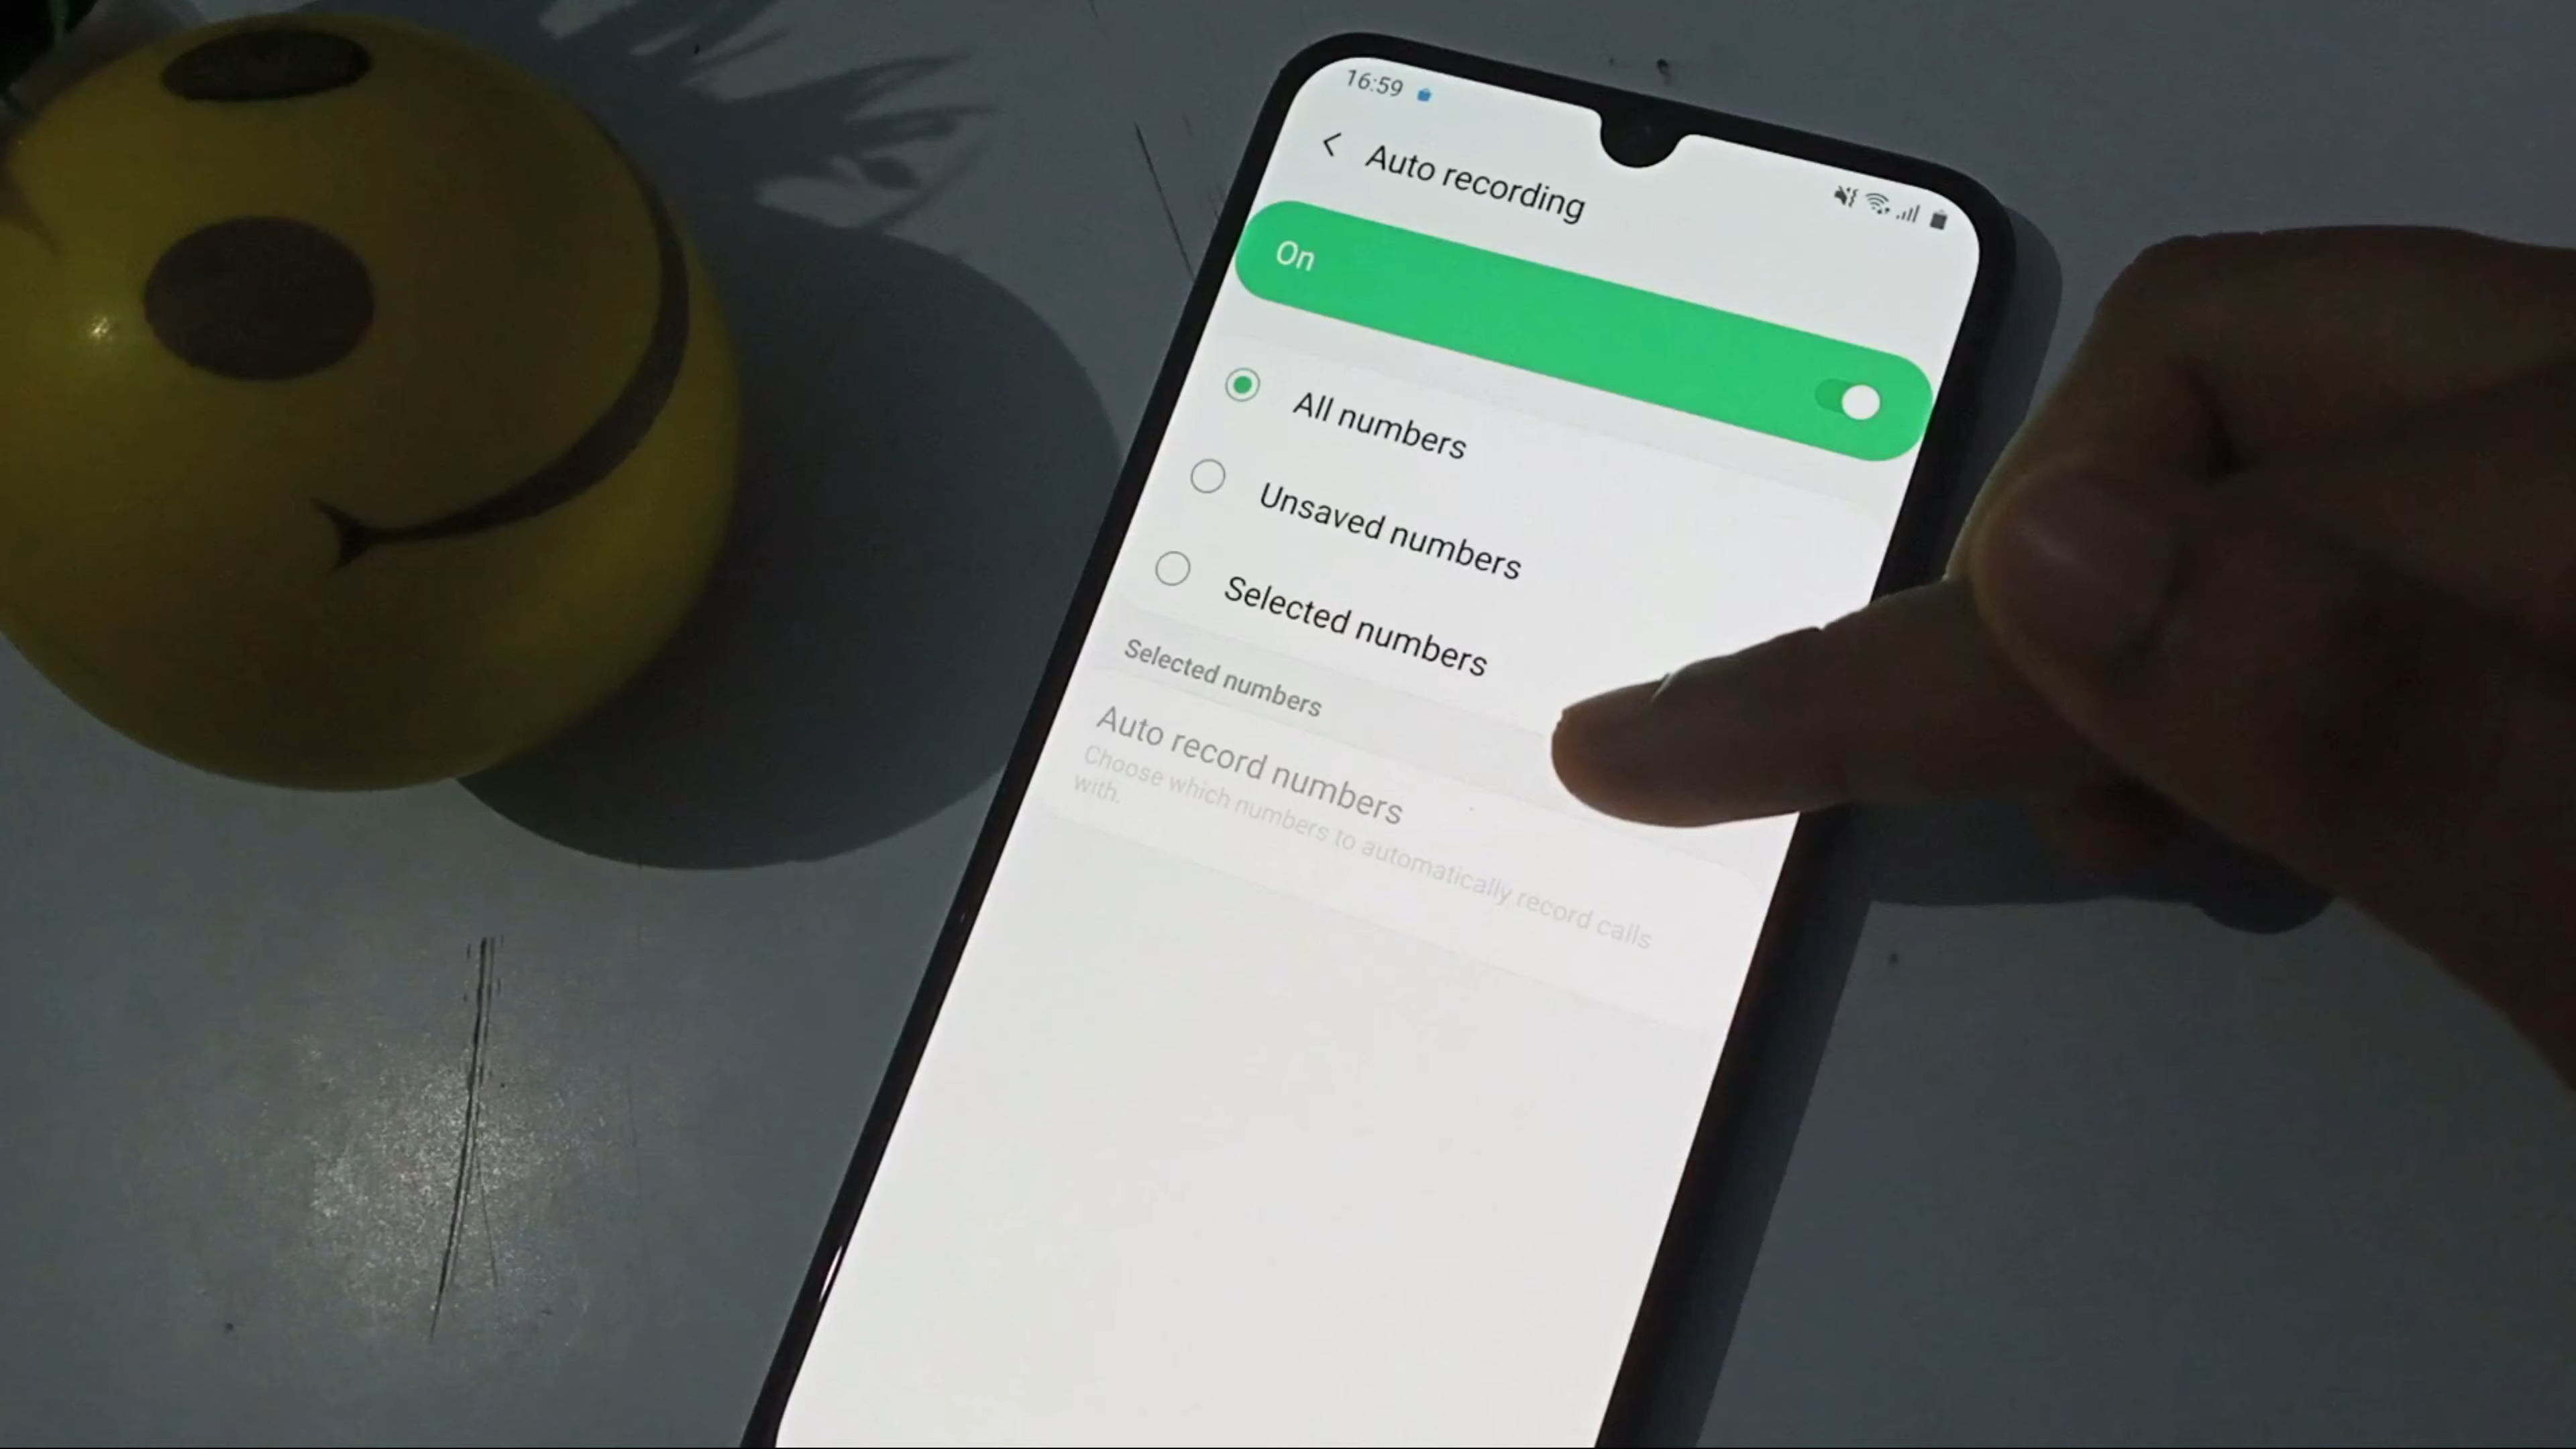 16:59
Auto recording
On
All numbers
Unsaved numbers
Selected numbers
Selected numbers
Auto record numbers
Choose which numbers to automatically record calls
with.